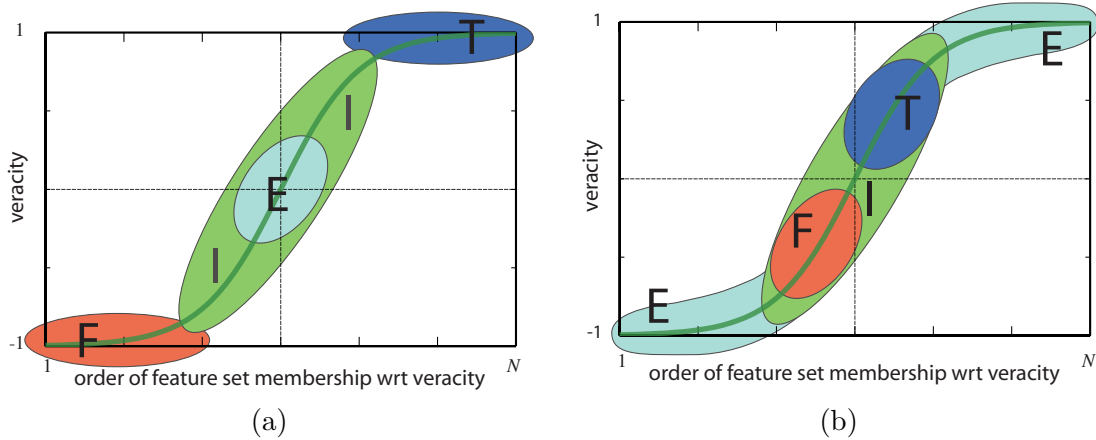 1
T
I
veracity
E
I
F
-1
1
N
order of feature set membership wrt veracity
(a)
1
E
T
veracity
I
F
E
-1
1
N
order of feature set membership wrt veracity
(b)